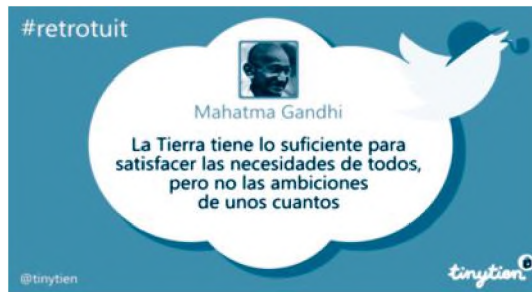 #retrotuit
Mahatma Gandhi
La Tierra tiene lo suficiente para
satisfacer las necesidades de todos,
pero no las ambiciones
de unos cuantos
@tinytien
tinytien